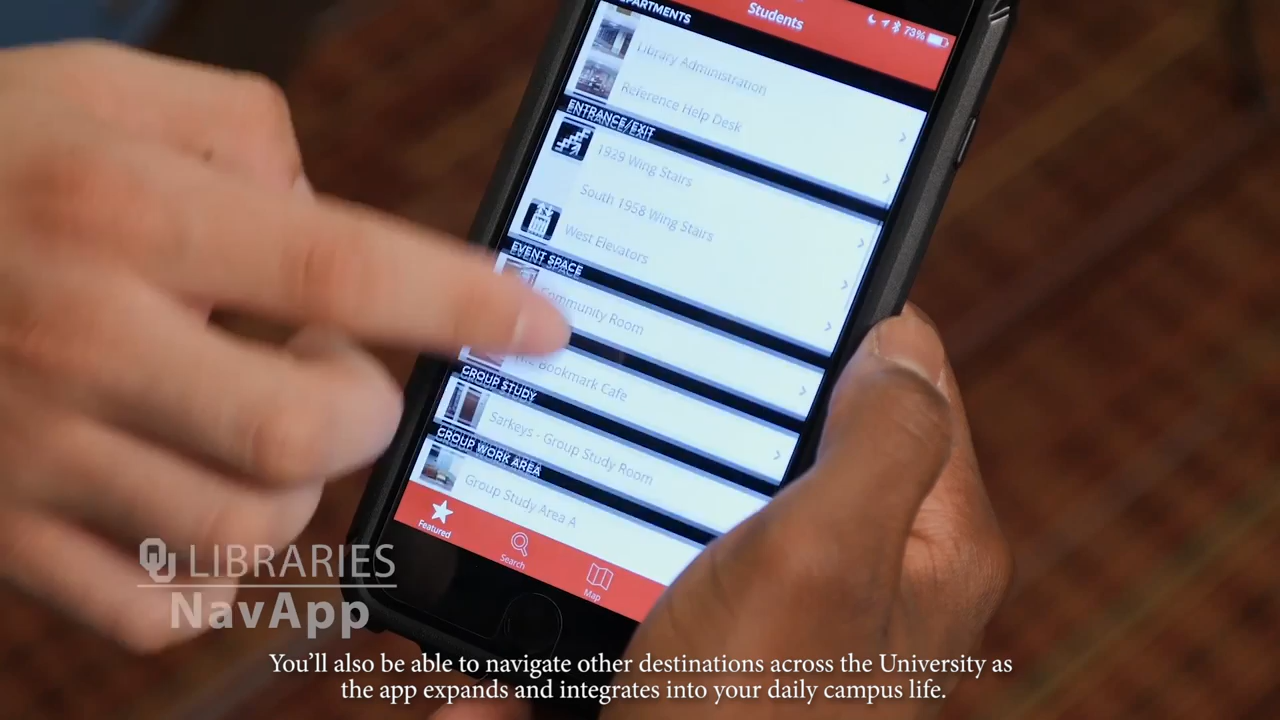 Students
73%
DEPARTMENTS
Library Administration
Reference Help Desk
ENTRANCE/EXIT
1929 Wing Stairs
South 1958 Wing Stairs
West Elevators
EVENT SPACE
Community Room
The Bookmark Cafe
GROUP STUDY
Sarkeys - Group Study Room
GROUP WORK AREA
Group Study Area A
Featured
Search
Map
OU LIBRARIES
NavApp
You’ll also be able to navigate other destinations across the University as
the app expands and integrates into your daily campus life.